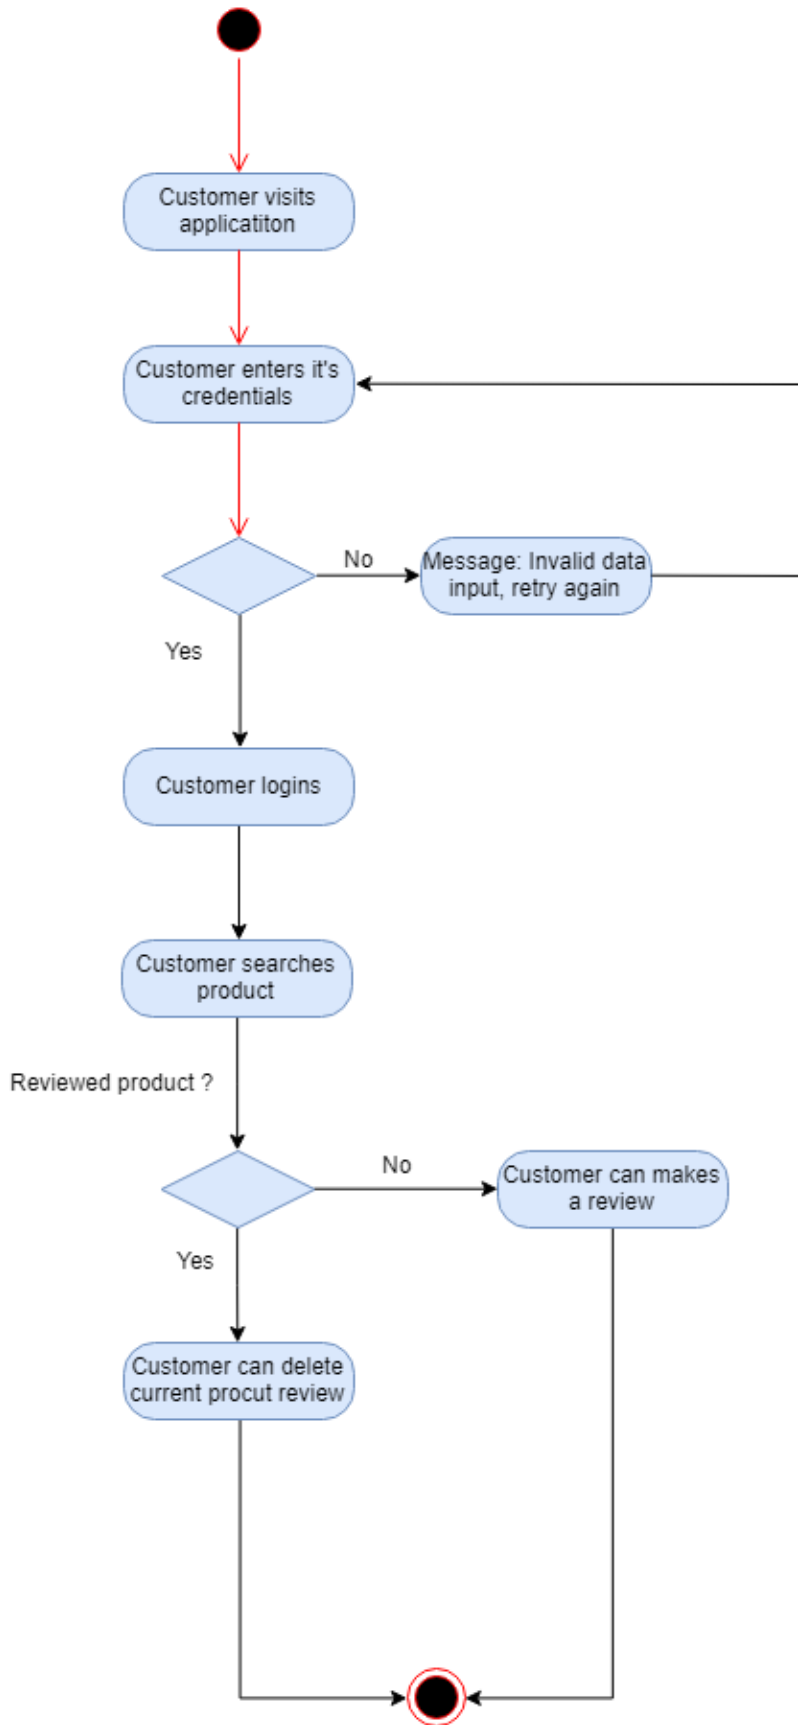 Customer visits
applicatiton
Customer enters it's
credentials
No
Message: Invalid data
input, retry again
Yes
Customer logins
Customer searches
product
Reviewed product ?
No
Customer can makes
a review
Yes
Customer can delete
current procut review